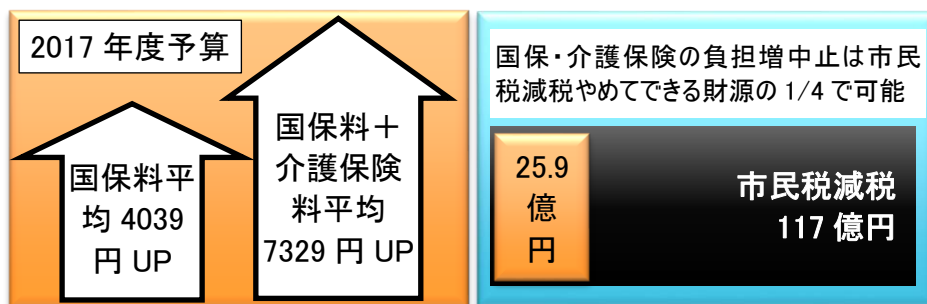 2017 年度予算
国保料平
均 4039
円 UP
国保料＋
介護保険
料平均
7329 円 UP
国保・介護保険の負担増中止は市民
税減税やめてできる財源の 1/4 で可能
25.9
億
円
市民税減税
117 億円